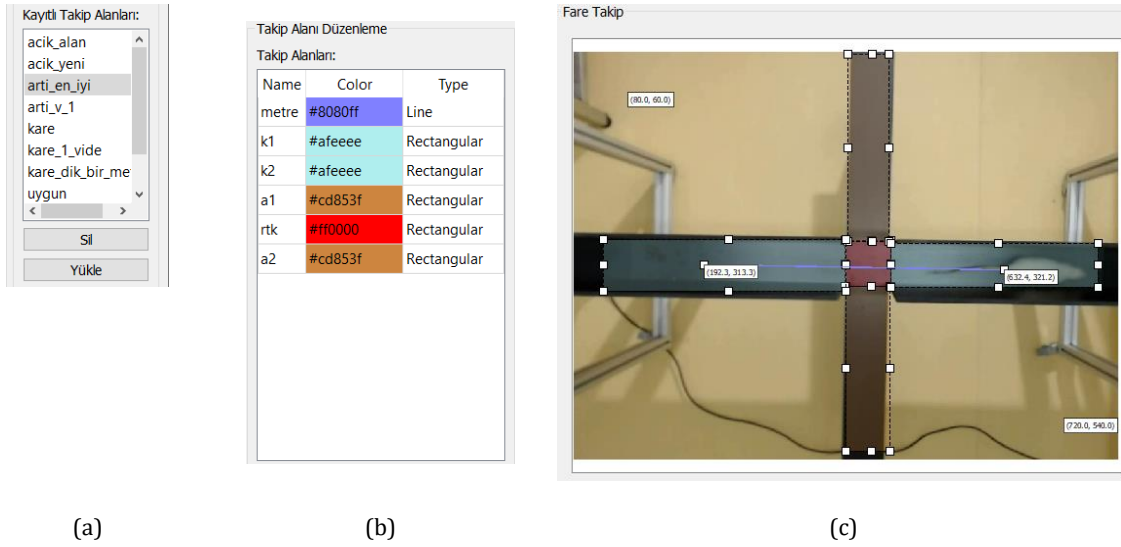 Kayıtlı Takip Alanları:
acik_alan
acik_yeni
arti_en_iyi
arti_v_1
kare
kare_1_vide
kare_dik_bir_me
uygun
Sil
Yükle
(a)
Takip Alanı Düzenleme
Takip Alanları:
Name Color Type
metre #8080ff Line
k1 #afeeee Rectangular
k2 #afeeee Rectangular
a1 #cd853f Rectangular
rtk #ff0000 Rectangular
a2 #cd853f Rectangular
(b)
Fare Takip
(80.0, 60.0)
(192.3, 313.3)
(632.4, 321.2)
(720.0, 540.0)
(c)